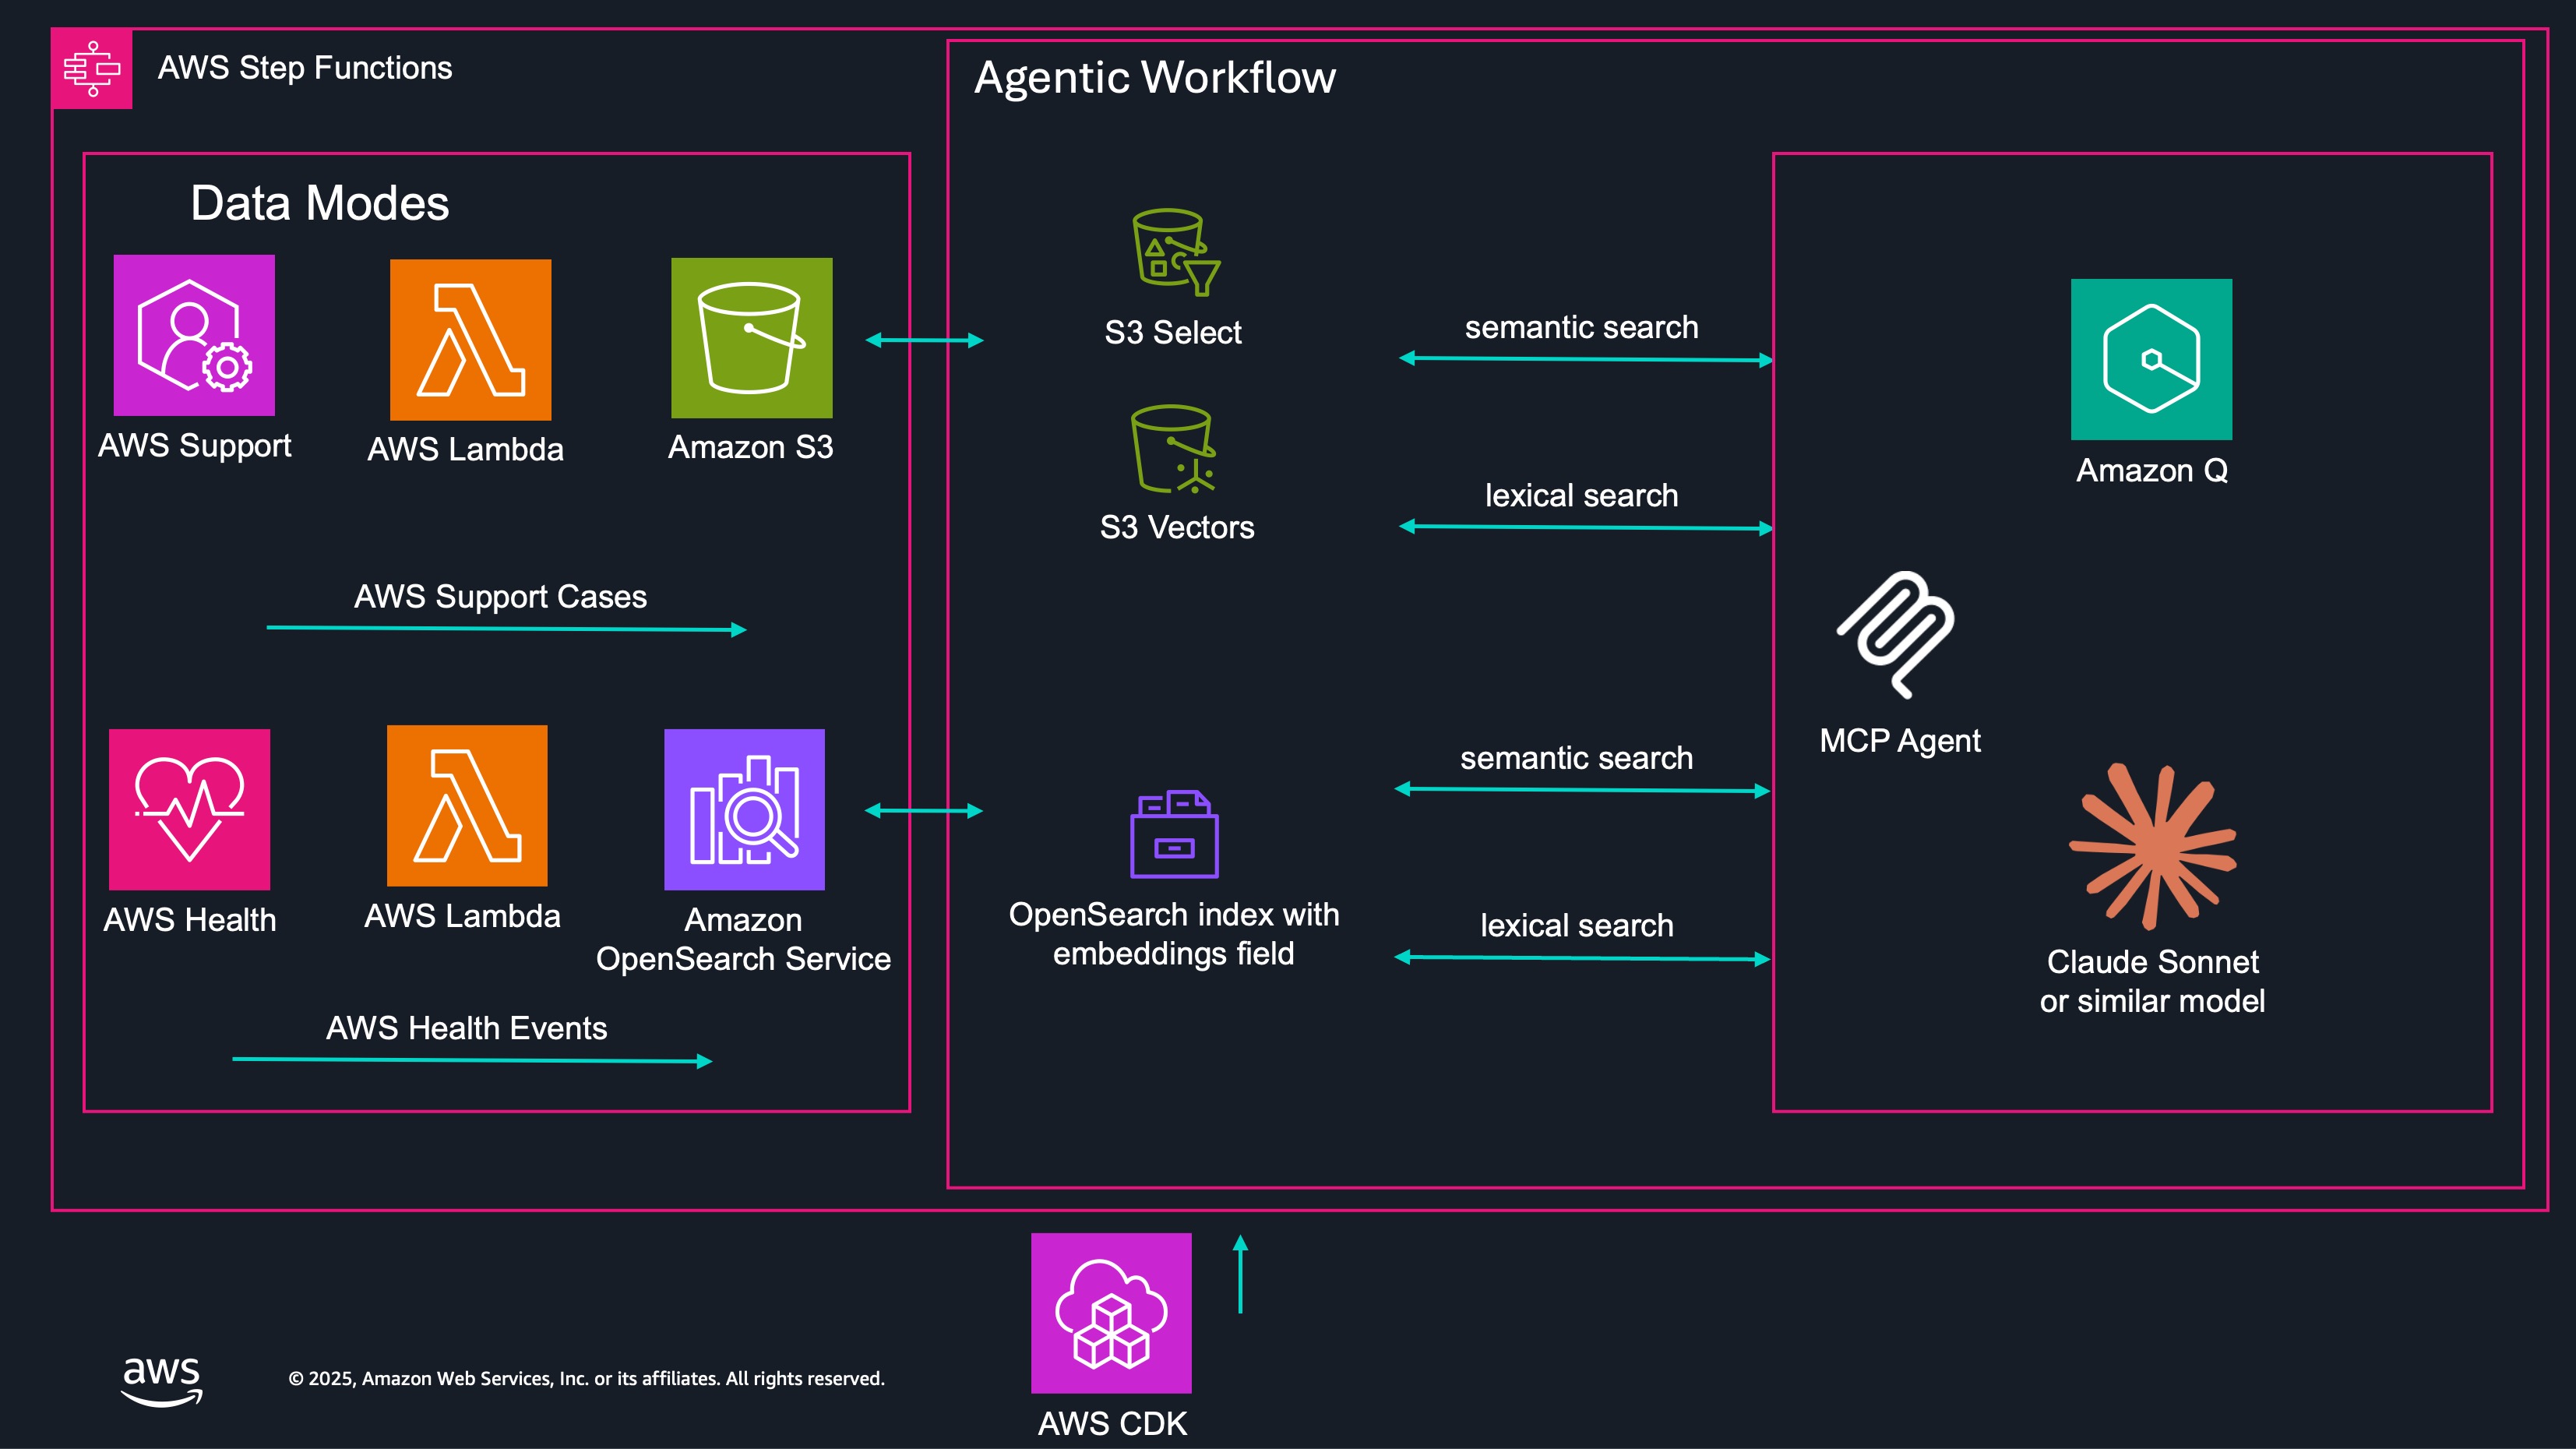 AWS Step Functions
Agentic Workflow
Data Modes
AWS Support
AWS Lambda
Amazon S3
AWS Support Cases
AWS Health
AWS Lambda
Amazon
OpenSearch Service
AWS Health Events
S3 Select
S3 Vectors
OpenSearch index with
embeddings field
semantic search
lexical search
semantic search
lexical search
Amazon Q
MCP Agent
Claude Sonnet
or similar model
AWS CDK
aws
© 2025, Amazon Web Services, Inc. or its affiliates. All rights reserved.